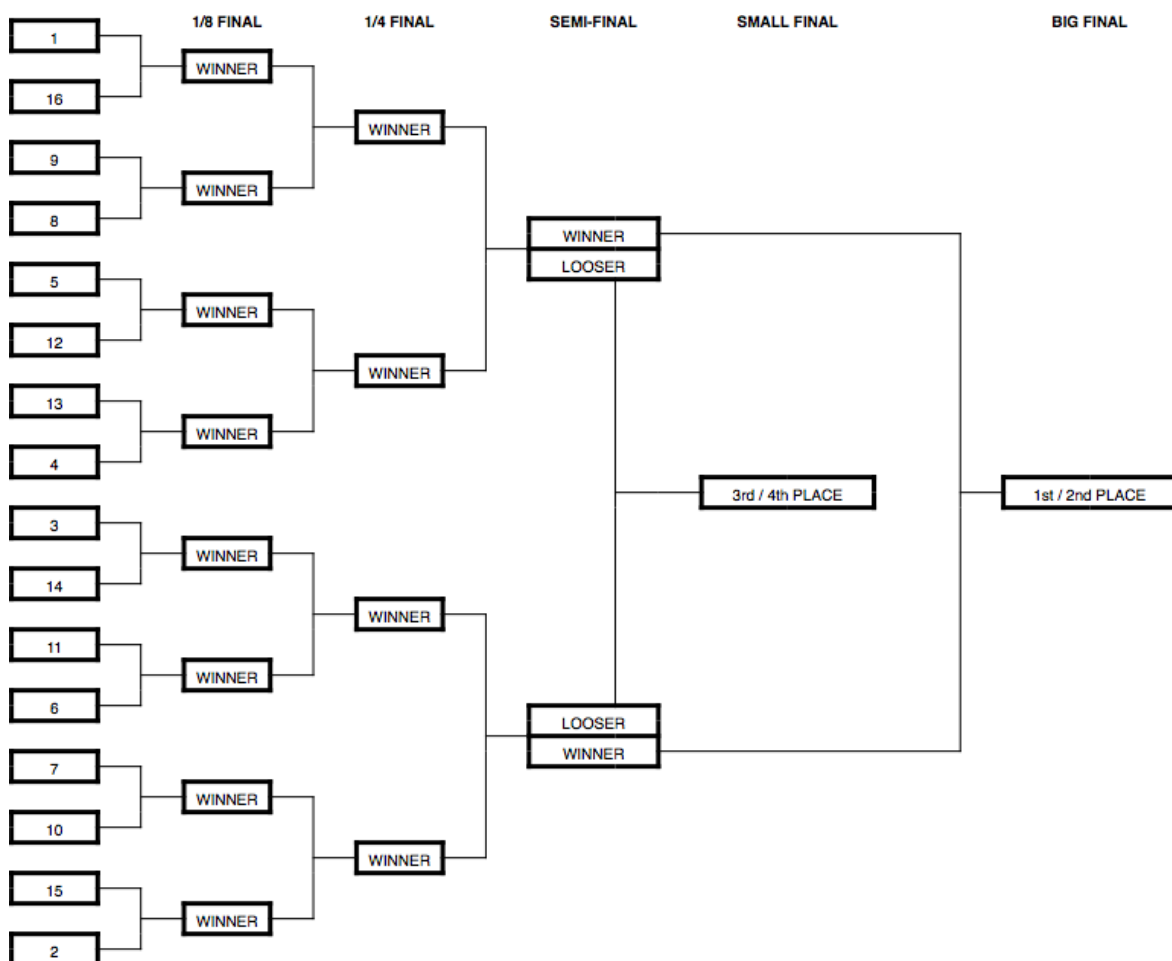 1/8 FINAL 1/4 FINAL SEMI-FINAL SMALL FINAL BIG FINAL
1
WINNER
16
WINNER
9
WINNER
8
WINNER
LOOSER
5
WINNER
12
WINNER
13
WINNER
4
3rd / 4th PLACE 1st / 2nd PLACE
3
WINNER
14
WINNER
11
WINNER
6
LOOSER
WINNER
7
WINNER
10
WINNER
15
WINNER
2